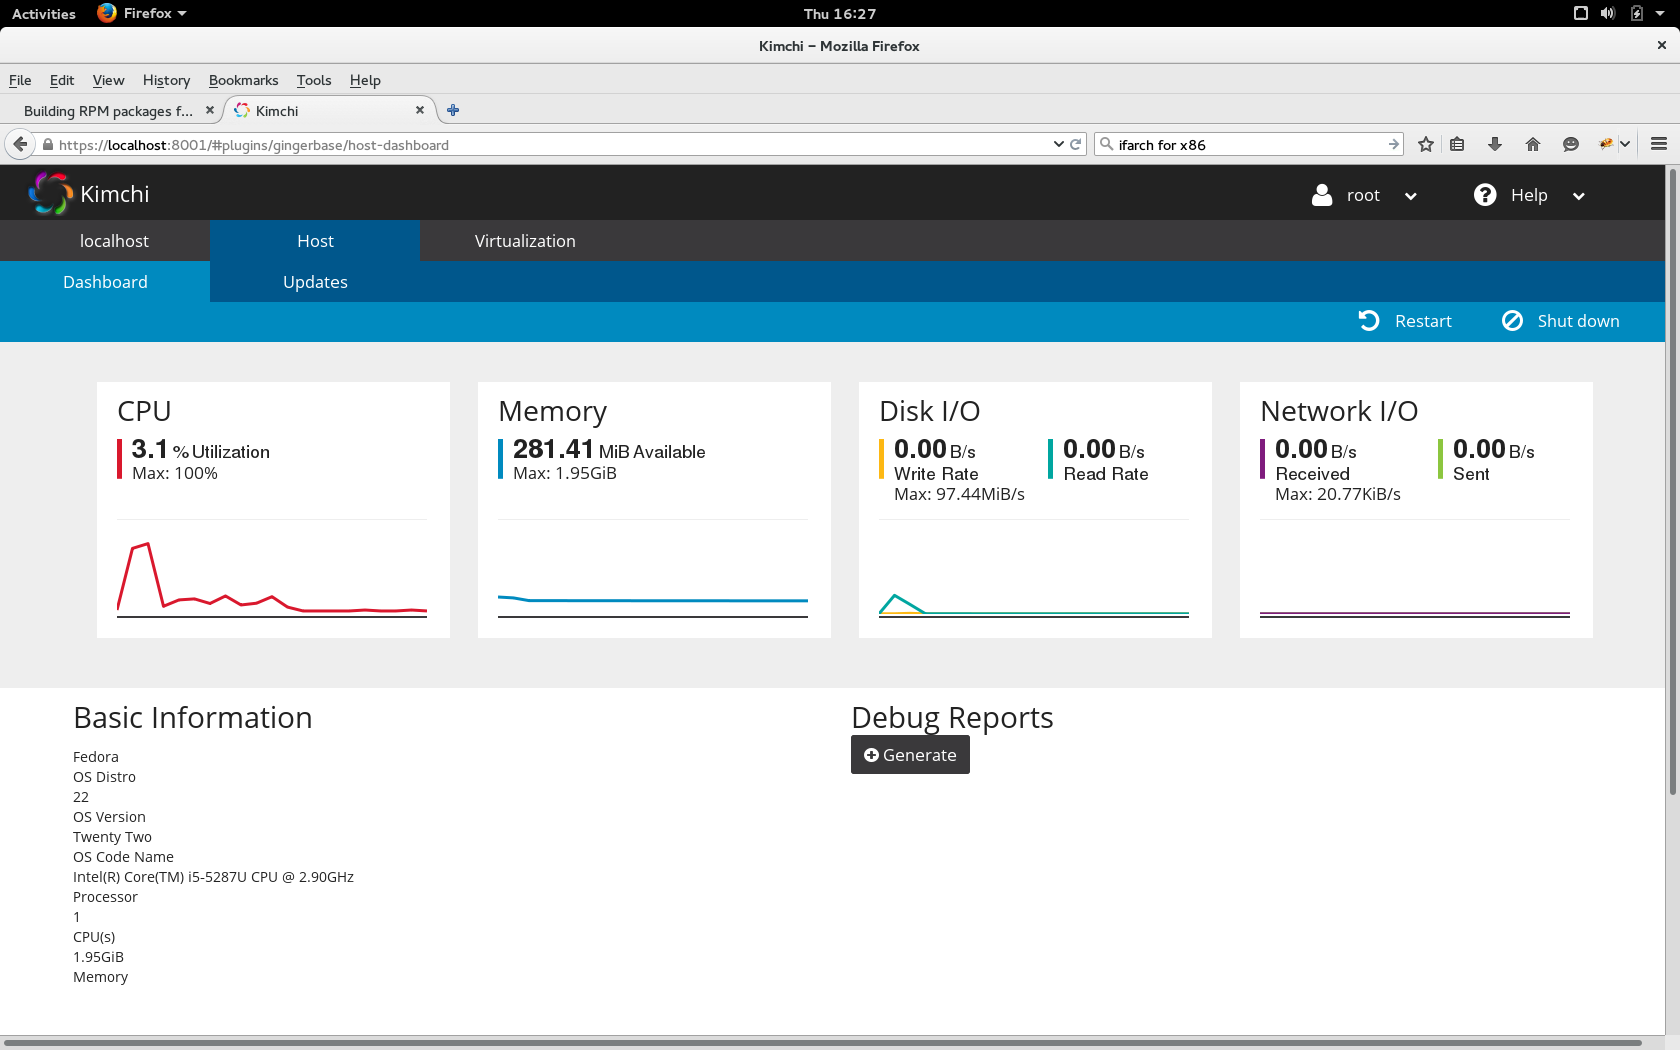 Activities Firefox Thu 16:27
Kimchi – Mozilla Firefox
File Edit View History Bookmarks Tools Help
Building RPM packages f... Kimchi
https://localhost:8001/#plugins/gingerbase/host-dashboard ifarch for x86
Kimchi root Help
localhost Host Virtualization
Dashboard Updates
Restart Shut down
CPU
3.1 % Utilization
Max: 100%
Memory
281.41 MiB Available
Max: 1.95GiB
Disk I/O
0.00 B/s 0.00 B/s
Write Rate Read Rate
Max: 97.44MiB/s
Network I/O
0.00 B/s 0.00 B/s
Received Sent
Max: 20.77KiB/s
Basic Information
Fedora
OS Distro
22
OS Version
Twenty Two
OS Code Name
Intel(R) Core(TM) i5-5287U CPU @ 2.90GHz
Processor
1
CPU(s)
1.95GiB
Memory
Debug Reports
Generate